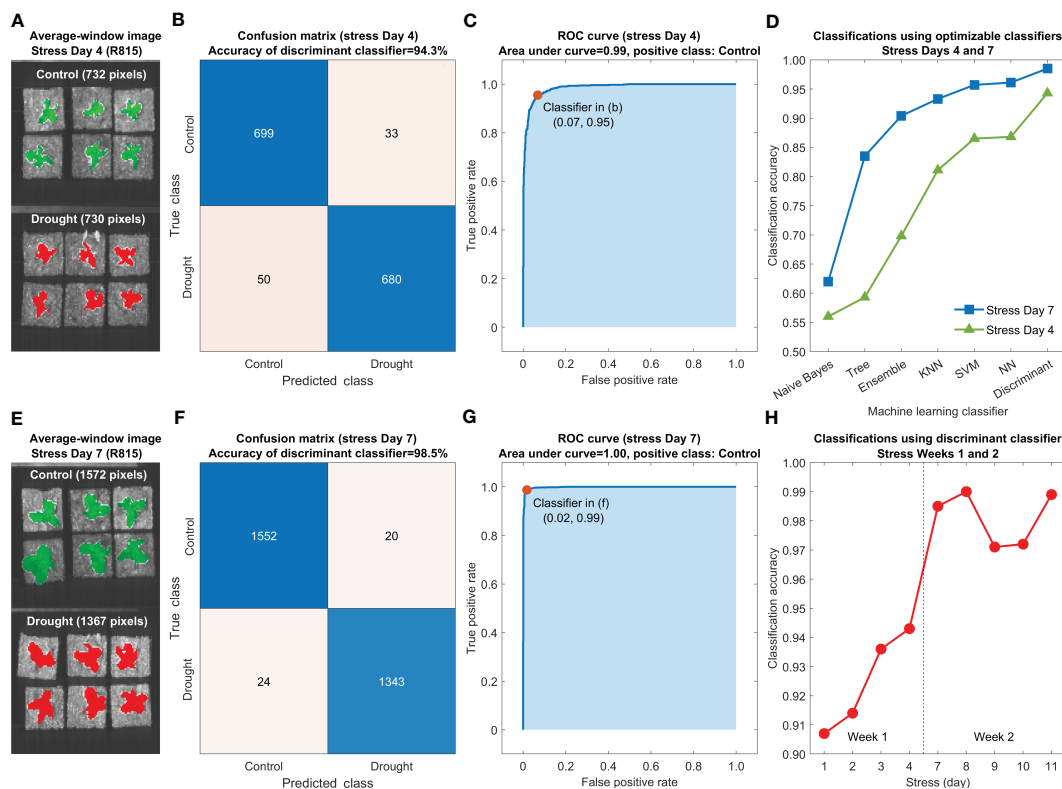 A
Average-window image
Stress Day 4 (R815)
Control (732 pixels)
Drought (730 pixels)
B
Confusion matrix (stress Day 4)
Accuracy of discriminant classifier=94.3%
True class
Control
Drought
699
33
50
680
Control
Drought
Predicted class
C
ROC curve (stress Day 4)
Area under curve=0.99, positive class: Control
True positive rate
1.0
0.8
0.6
0.4
0.2
0
Classifier in (b)
(0.07, 0.95)
0
0.2
0.4
0.6
0.8
1.0
False positive rate
D
Classifications using optimizable classifiers
Stress Days 4 and 7
Classification accuracy
1.00
0.95
0.90
0.85
0.80
0.75
0.70
0.65
0.60
0.55
0.50
Stress Day 7
Stress Day 4
Naive Bayes
Tree
Ensemble
KNN
SVM
NN
Discriminant
Machine learning classifier
E
Average-window image
Stress Day 7 (R815)
Control (1572 pixels)
Drought (1367 pixels)
F
Confusion matrix (stress Day 7)
Accuracy of discriminant classifier=98.5%
True class
Control
Drought
1552
20
24
1343
Control
Drought
Predicted class
G
ROC curve (stress Day 7)
Area under curve=1.00, positive class: Control
True positive rate
1.0
0.8
0.6
0.4
0.2
0
Classifier in (f)
(0.02, 0.99)
0
0.2
0.4
0.6
0.8
1.0
False positive rate
H
Classifications using discriminant classifier
Stress Weeks 1 and 2
Classification accuracy
1.00
0.99
0.98
0.97
0.96
0.95
0.94
0.93
0.92
0.91
0.90
Week 1
Week 2
1
2
3
4
7
8
9
10
11
Stress (day)